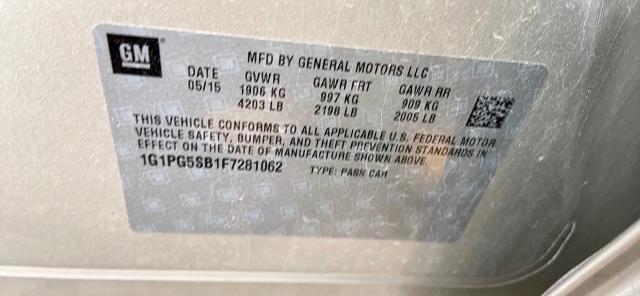 GM
MFD BY GENERAL MOTORS LLC
DATE GVWR GAWR FRT GAWR RR
05/15 1906 KG 997 KG 909 KG
4203 LB 2198 LB 2005 LB
THIS VEHICLE CONFORMS TO ALL APPLICABLE U.S. FEDERAL MOTOR
VEHICLE SAFETY, BUMPER, AND THEFT PREVENTION STANDARDS IN
EFFECT ON THE DATE OF MANUFACTURE SHOWN ABOVE.
1G1PG5SB1F7281062 TYPE: PASS CAR